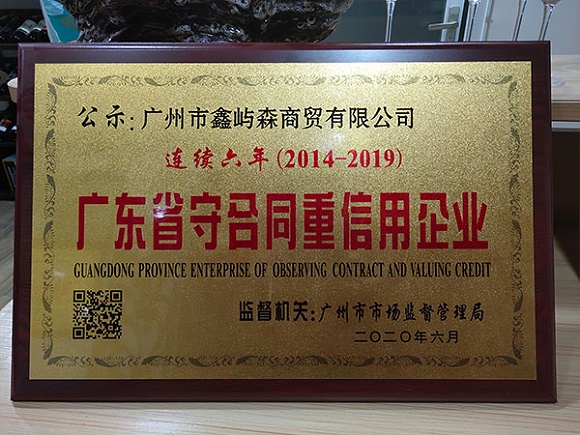 公示:广州市鑫屿森商贸有限公司
连续六年(2014-2019)
广东省守合同重信用企业
GUANGDONG PROVINCE ENTERPRISE OF OBSERVING CONTRACT AND VALUING CREDIT
监督机关:广州市市场监督管理局
二〇二〇年六月